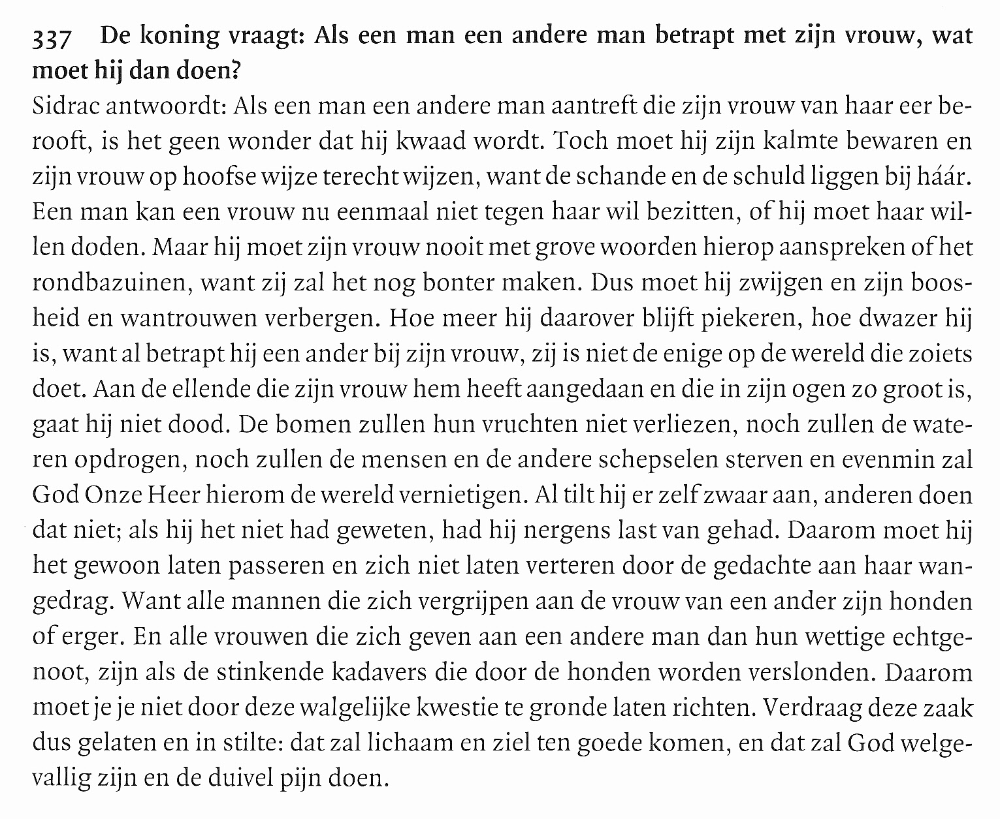 337 De koning vraagt: Als een man een andere man betrapt met zijn vrouw, wat
moet hij dan doen?
Sidrac antwoordt: Als een man een andere man aantreft die zijn vrouw van haar eer be-
rooft, is het geen wonder dat hij kwaad wordt. Toch moet hij zijn kalmte bewaren en
zijn vrouw op hoofse wijze terechtwijzen, want de schande en de schuld liggen bij háár.
Een man kan een vrouw nu eenmaal niet tegen haar wil bezitten, of hij moet haar wil-
len doden. Maar hij moet zijn vrouw nooit met grove woorden hierop aanspreken of het
rondbazuinen, want zij zal het nog bonter maken. Dus moet hij zwijgen en zijn boos-
heid en wantrouwen verbergen. Hoe meer hij daarover blijft piekeren, hoe dwazer hij
is, want al betrapt hij een ander bij zijn vrouw, zij is niet de enige op de wereld die zoiets
doet. Aan de ellende die zijn vrouw hem heeft aangedaan en die in zijn ogen zo groot is,
gaat hij niet dood. De bomen zullen hun vruchten niet verliezen, noch zullen de wate-
ren opdrogen, noch zullen de mensen en de andere schepselen sterven en evenmin zal
God Onze Heer hierom de wereld vernietigen. Al tilt hij er zelf zwaar aan, anderen doen
dat niet; als hij het niet had geweten, had hij nergens last van gehad. Daarom moet hij
het gewoon laten passeren en zich niet laten verteren door de gedachte aan haar wan-
gedrag. Want alle mannen die zich vergrijpen aan de vrouw van een ander zijn honden
of erger. En alle vrouwen die zich geven aan een andere man dan hun wettige echtge-
noot, zijn als de stinkende kadavers die door de honden worden verslonden. Daarom
moet je je niet door deze walgelijke kwestie te gronde laten richten. Verdraag deze zaak
dus gelaten en in stilte: dat zal lichaam en ziel ten goede komen, en dat zal God welge-
vallig zijn en de duivel pijn doen.